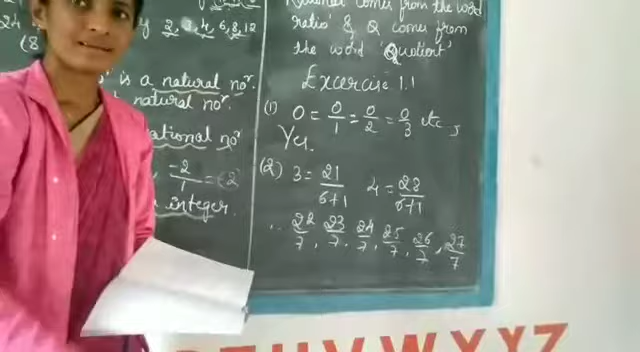 24
y 2, 3, 4, 6, 8, 12
(8
is a natural no.
natural no.
ational no.
-2/1 = -2
integer.
comes from the word
ratio' & Q comes from
the word 'Quotient'
Excercise 1.1
(1) 0 = 0/1 = 0/2 = 0/3 etc,
Yes.
(2) 3 = 21/6+1 4 = 28/6+1
∴ 22/7, 23/7, 24/7, 25/7, 26/7, 27/7
U V W X Y Z